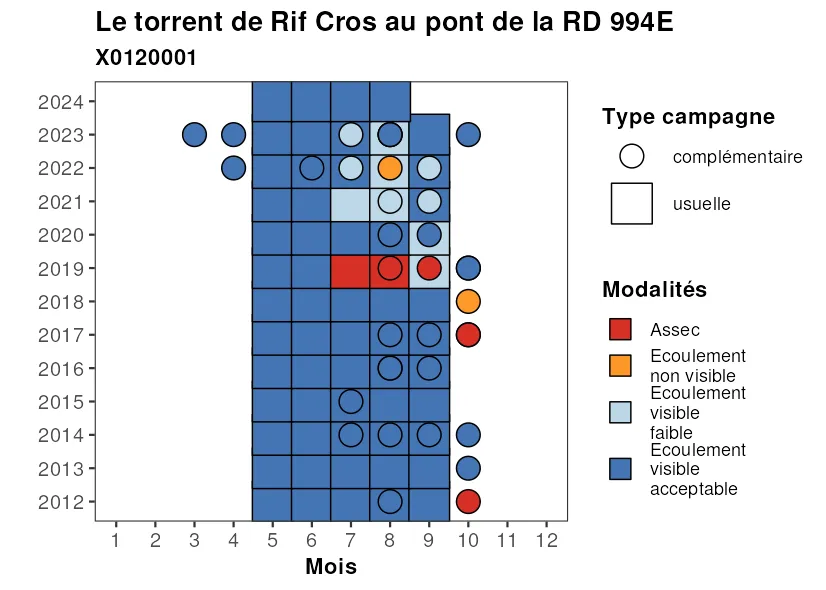 Le torrent de Rif Cros au pont de la RD 994E
X0120001
2024
2023
2022
2021
2020
2019
2018
2017
2016
2015
2014
2013
2012
1 2 3 4 5 6 7 8 9 10 11 12
Mois
Type campagne
complémentaire
usuelle
Modalités
Assec
Ecoulement
non visible
Ecoulement
visible
faible
Ecoulement
visible
acceptable